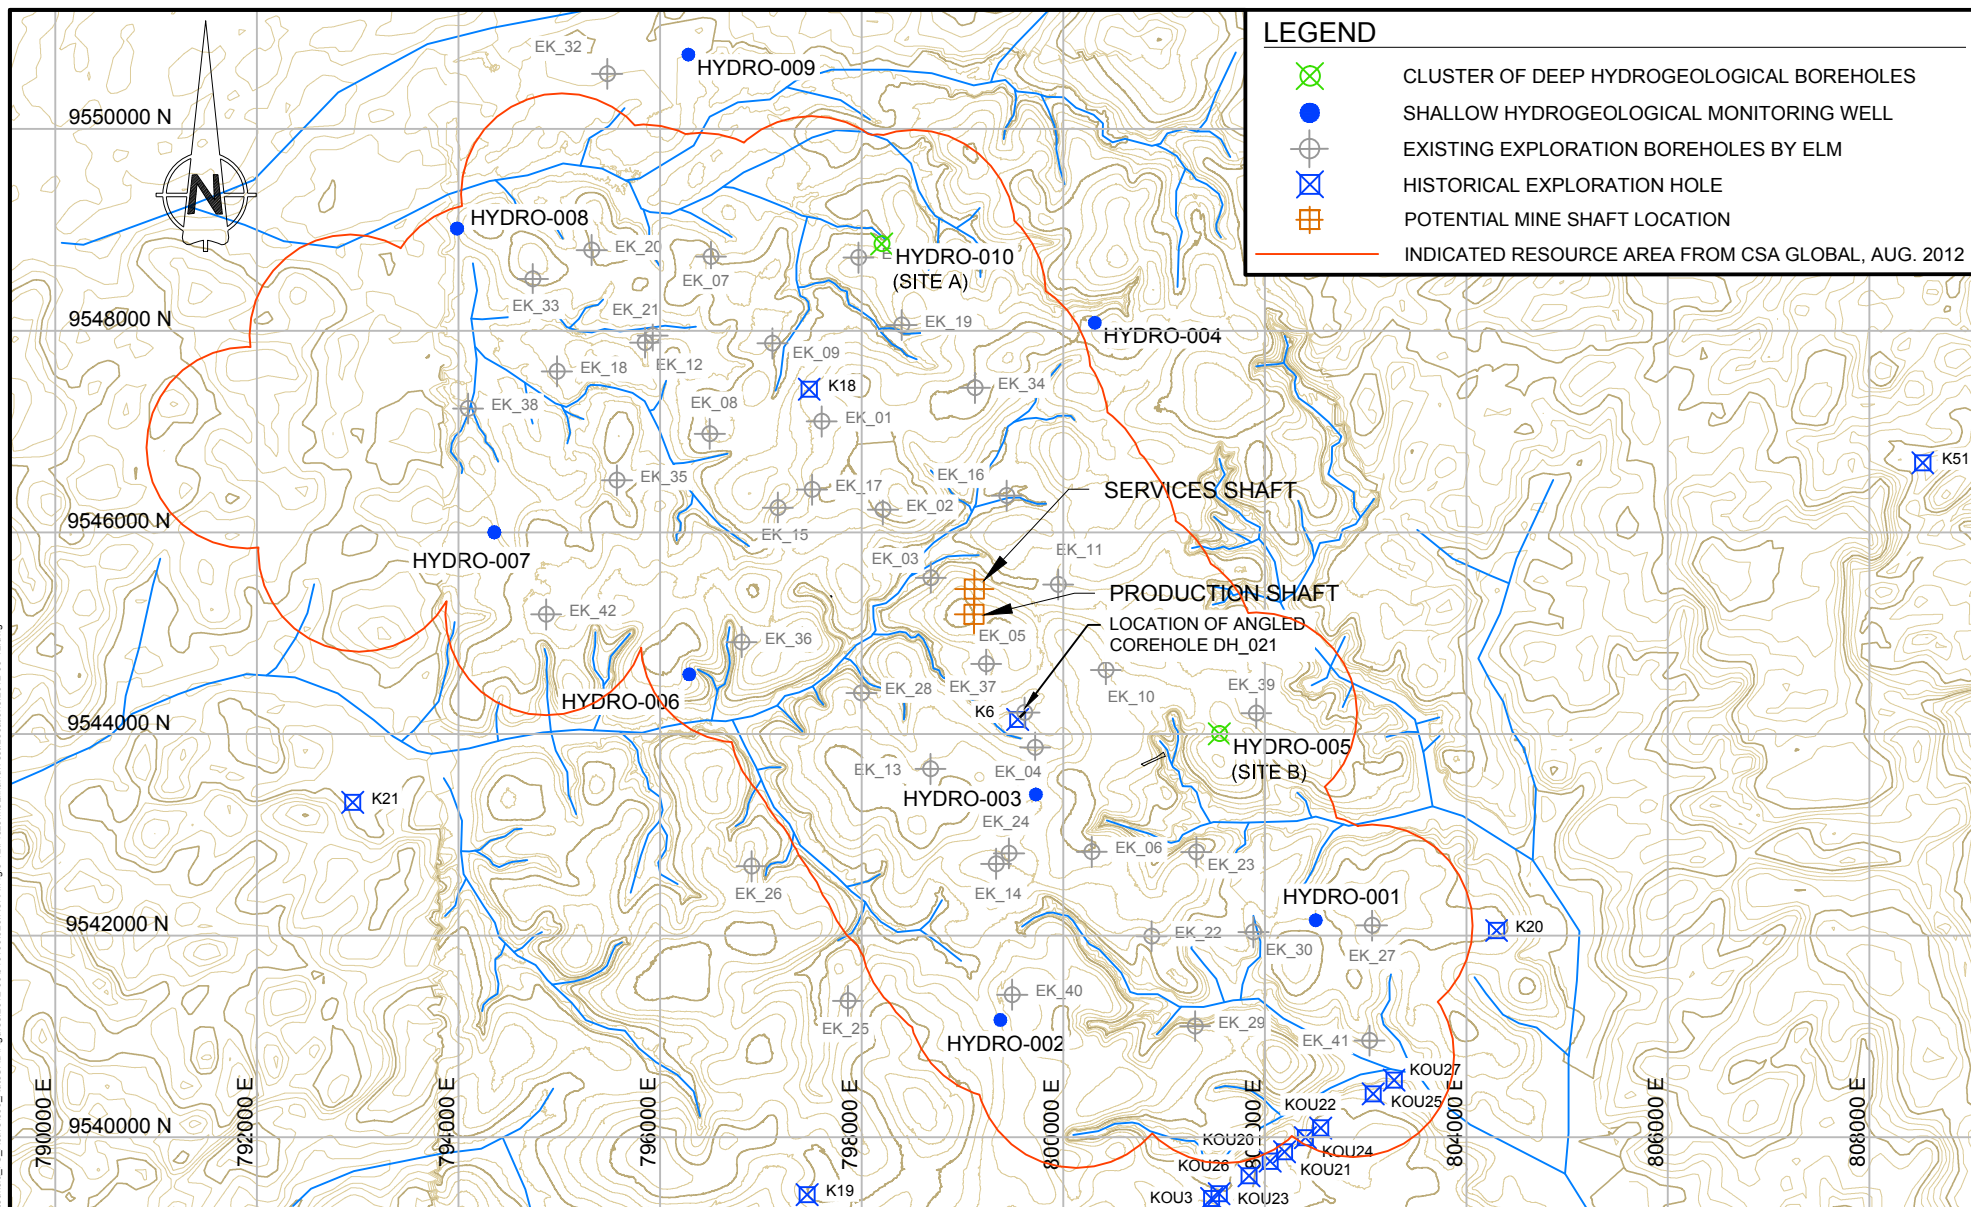 LEGEND
CLUSTER OF DEEP HYDROGEOLOGICAL BOREHOLES
SHALLOW HYDROGEOLOGICAL MONITORING WELL
EXISTING EXPLORATION BOREHOLES BY ELM
HISTORICAL EXPLORATION HOLE
POTENTIAL MINE SHAFT LOCATION
INDICATED RESOURCE AREA FROM CSA GLOBAL, AUG. 2012
N
EK_32
HYDRO-009
9550000 N
HYDRO-008
EK_20
EK_07
HYDRO-010
(SITE A)
EK_33
EK_21
EK_19
9548000 N
HYDRO-004
EK_12
EK_09
EK_18
K18
EK_34
EK_38
EK_08
EK_01
K51
EK_35
EK_16
EK_17
SERVICES SHAFT
EK_02
9546000 N
EK_15
HYDRO-007
EK_03
EK_11
PRODUCTION SHAFT
EK_42
LOCATION OF ANGLED
COREHOLE DH_021
EK_36
EK_05
EK_10
EK_39
HYDRO-006
EK_28
EK_37
K6
9544000 N
HYDRO-005
(SITE B)
EK_13
EK_04
K21
HYDRO-003
EK_24
EK_06
EK_23
EK_26
EK_14
HYDRO-001
9542000 N
EK_22
EK_30
EK_27
K20
EK_25
EK_40
EK_29
HYDRO-002
EK_41
KOU27
KOU25
KOU22
9540000 N
KOU20
KOU24
KOU26
KOU21
K19
KOU3
KOU23
790000 E
792000 E
794000 E
796000 E
798000 E
800000 E
804000 E
806000 E
808000 E